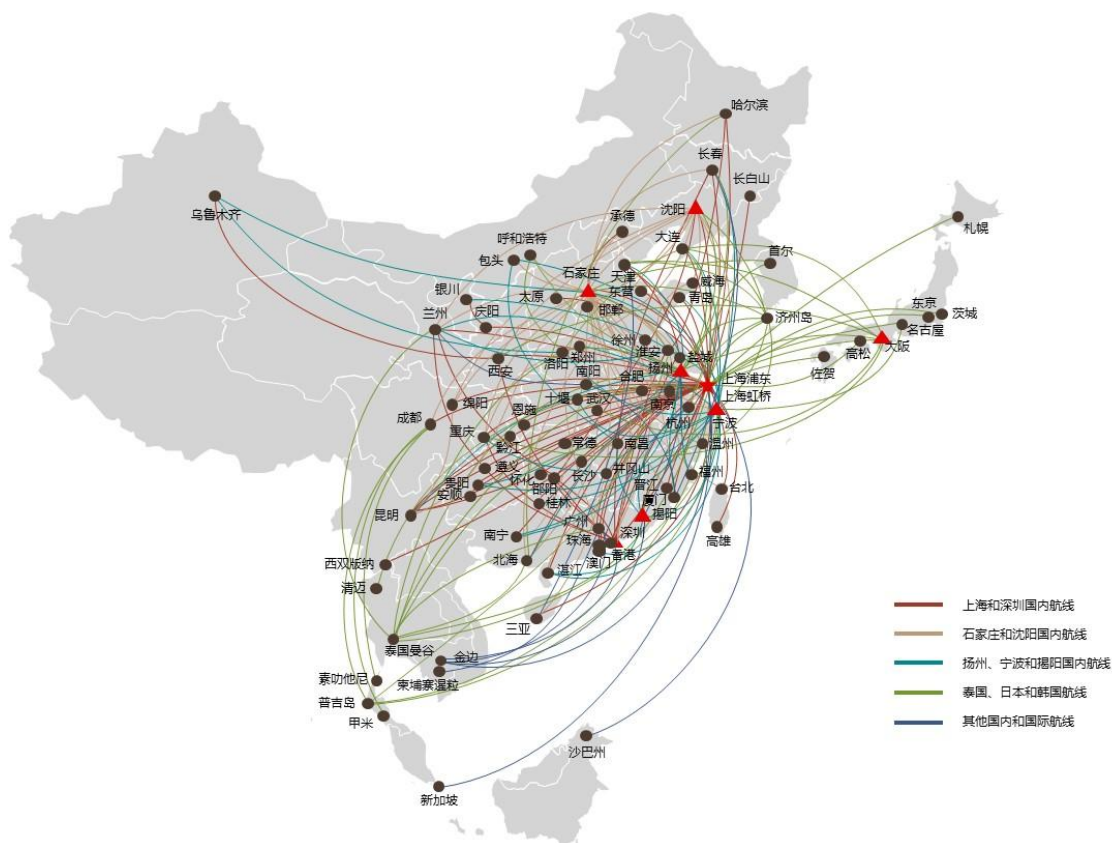 哈尔滨
长春
长白山
乌鲁木齐
沈阳
承德
札幌
呼和浩特
大连
首尔
包头
石家庄
天津
威海
银川
太原
东营
青岛
兰州
庆阳
邯郸
济州岛
东京
茨城
名古屋
徐州
大阪
淮安
盐城
高松
佐贺
西安
洛阳
郑州
扬州
南阳
合肥
上海浦东
上海虹桥
绵阳
恩施
十堰
武汉
南京
成都
杭州
宁波
重庆
黔江
常德
南昌
温州
遵义
怀化
长沙
井冈山
福州
贵阳
邵阳
晋江
台北
安顺
桂林
厦门
昆明
揭阳
广州
深圳
高雄
南宁
珠海
香港
北海
澳门
西双版纳
湛江
清迈
三亚
泰国曼谷
金边
素叻他尼
柬埔寨暹粒
普吉岛
甲米
沙巴州
新加坡
上海和深圳国内航线
石家庄和沈阳国内航线
扬州、宁波和揭阳国内航线
泰国、日本和韩国航线
其他国内和国际航线